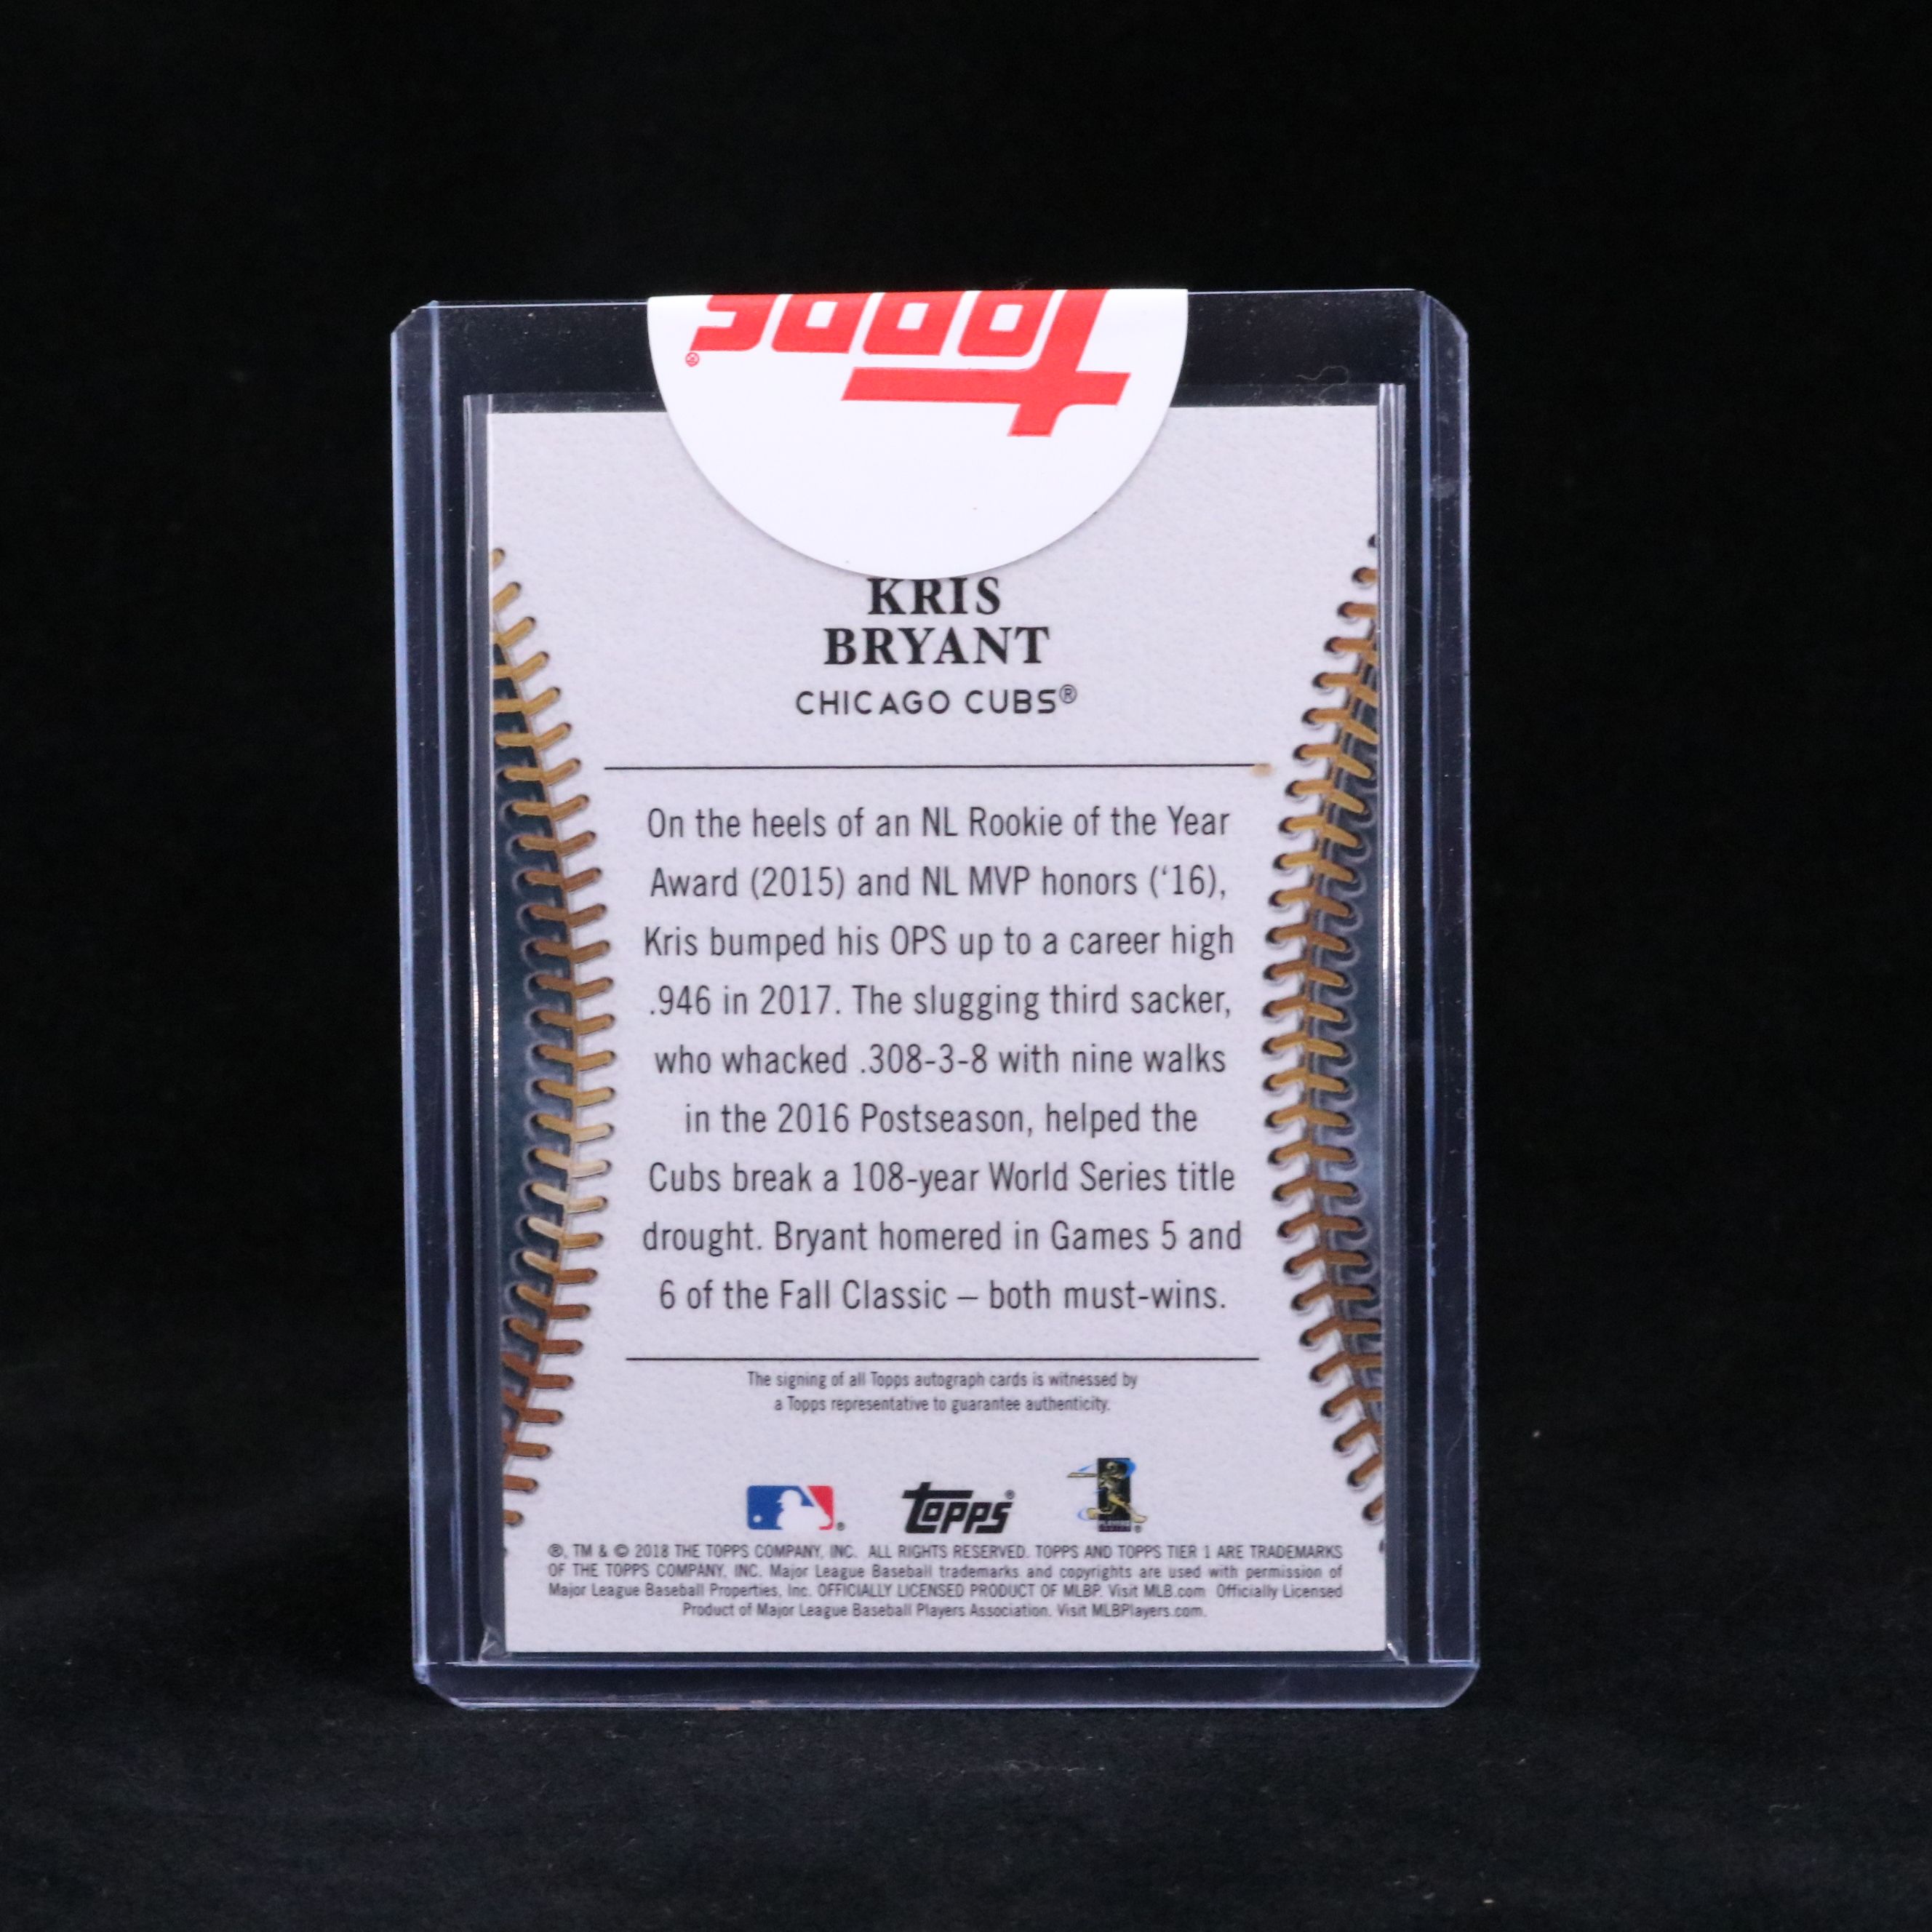 Topps®
KRIS
BRYANT
CHICAGO CUBS®
On the heels of an NL Rookie of the Year
Award (2015) and NL MVP honors (‘16),
Kris bumped his OPS up to a career high
.946 in 2017. The slugging third sacker,
who whacked .308-3-8 with nine walks
in the 2016 Postseason, helped the
Cubs break a 108-year World Series title
drought. Bryant homered in Games 5 and
6 of the Fall Classic – both must-wins.
The signing of all Topps autograph cards is witnessed by
a Topps representative to guarantee authenticity.
® Topps® ®
®, TM & © 2018 THE TOPPS COMPANY, INC. ALL RIGHTS RESERVED. TOPPS AND TOPPS TIER 1 ARE TRADEMARKS
OF THE TOPPS COMPANY, INC. Major League Baseball trademarks and copyrights are used with permission of
Major League Baseball Properties, Inc. OFFICIALLY LICENSED PRODUCT OF MLBP. Visit MLB.com Officially Licensed
Product of Major League Baseball Players Association. Visit MLBPlayers.com.